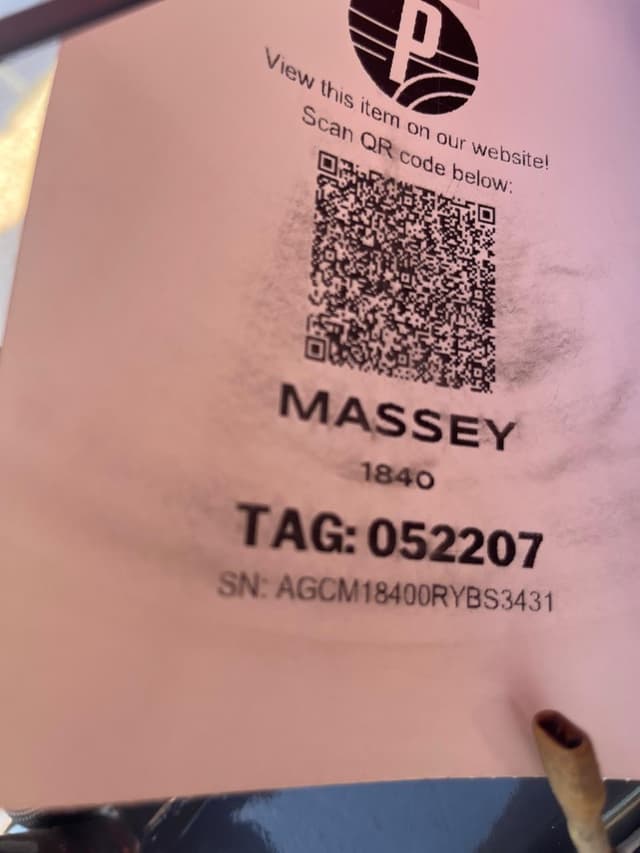 P
View this item on our website!
Scan QR code below:
MASSEY
1840
TAG: 052207
SN: AGCM18400RYBS3431